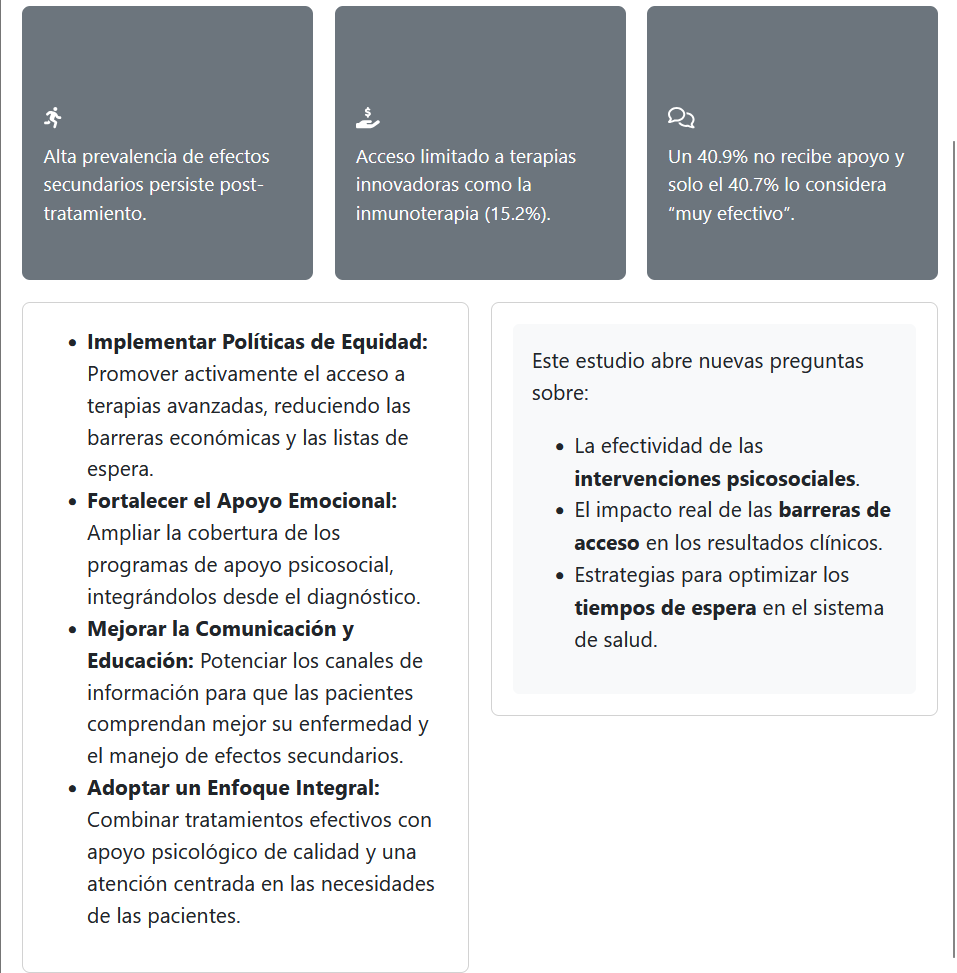 Alta prevalencia de efectos
secundarios persiste post-
tratamiento.
Acceso limitado a terapias
innovadoras como la
inmunoterapia (15.2%).
Un 40.9% no recibe apoyo y
solo el 40.7% lo considera
“muy efectivo”.
• Implementar Políticas de Equidad:
Promover activamente el acceso a
terapias avanzadas, reduciendo las
barreras económicas y las listas de
espera.
• Fortalecer el Apoyo Emocional:
Ampliar la cobertura de los
programas de apoyo psicosocial,
integrándolos desde el diagnóstico.
• Mejorar la Comunicación y
Educación: Potenciar los canales de
información para que las pacientes
comprendan mejor su enfermedad y
el manejo de efectos secundarios.
• Adoptar un Enfoque Integral:
Combinar tratamientos efectivos con
apoyo psicológico de calidad y una
atención centrada en las necesidades
de las pacientes.
Este estudio abre nuevas preguntas
sobre:
• La efectividad de las
intervenciones psicosociales.
• El impacto real de las barreras de
acceso en los resultados clínicos.
• Estrategias para optimizar los
tiempos de espera en el sistema
de salud.